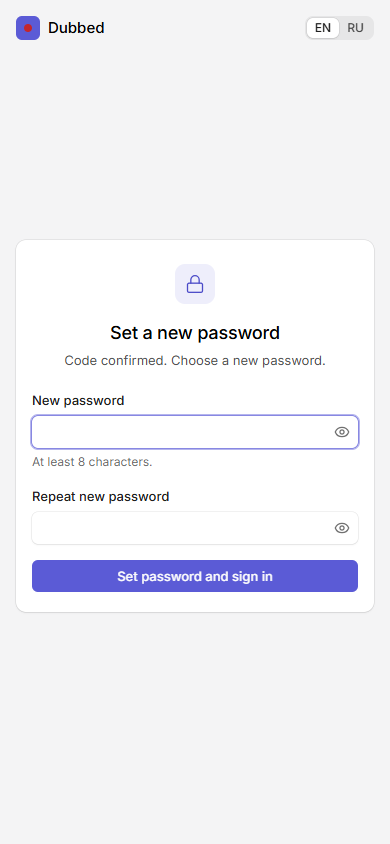 Dubbed
EN RU
Set a new password
Code confirmed. Choose a new password.
New password
At least 8 characters.
Repeat new password
Set password and sign in